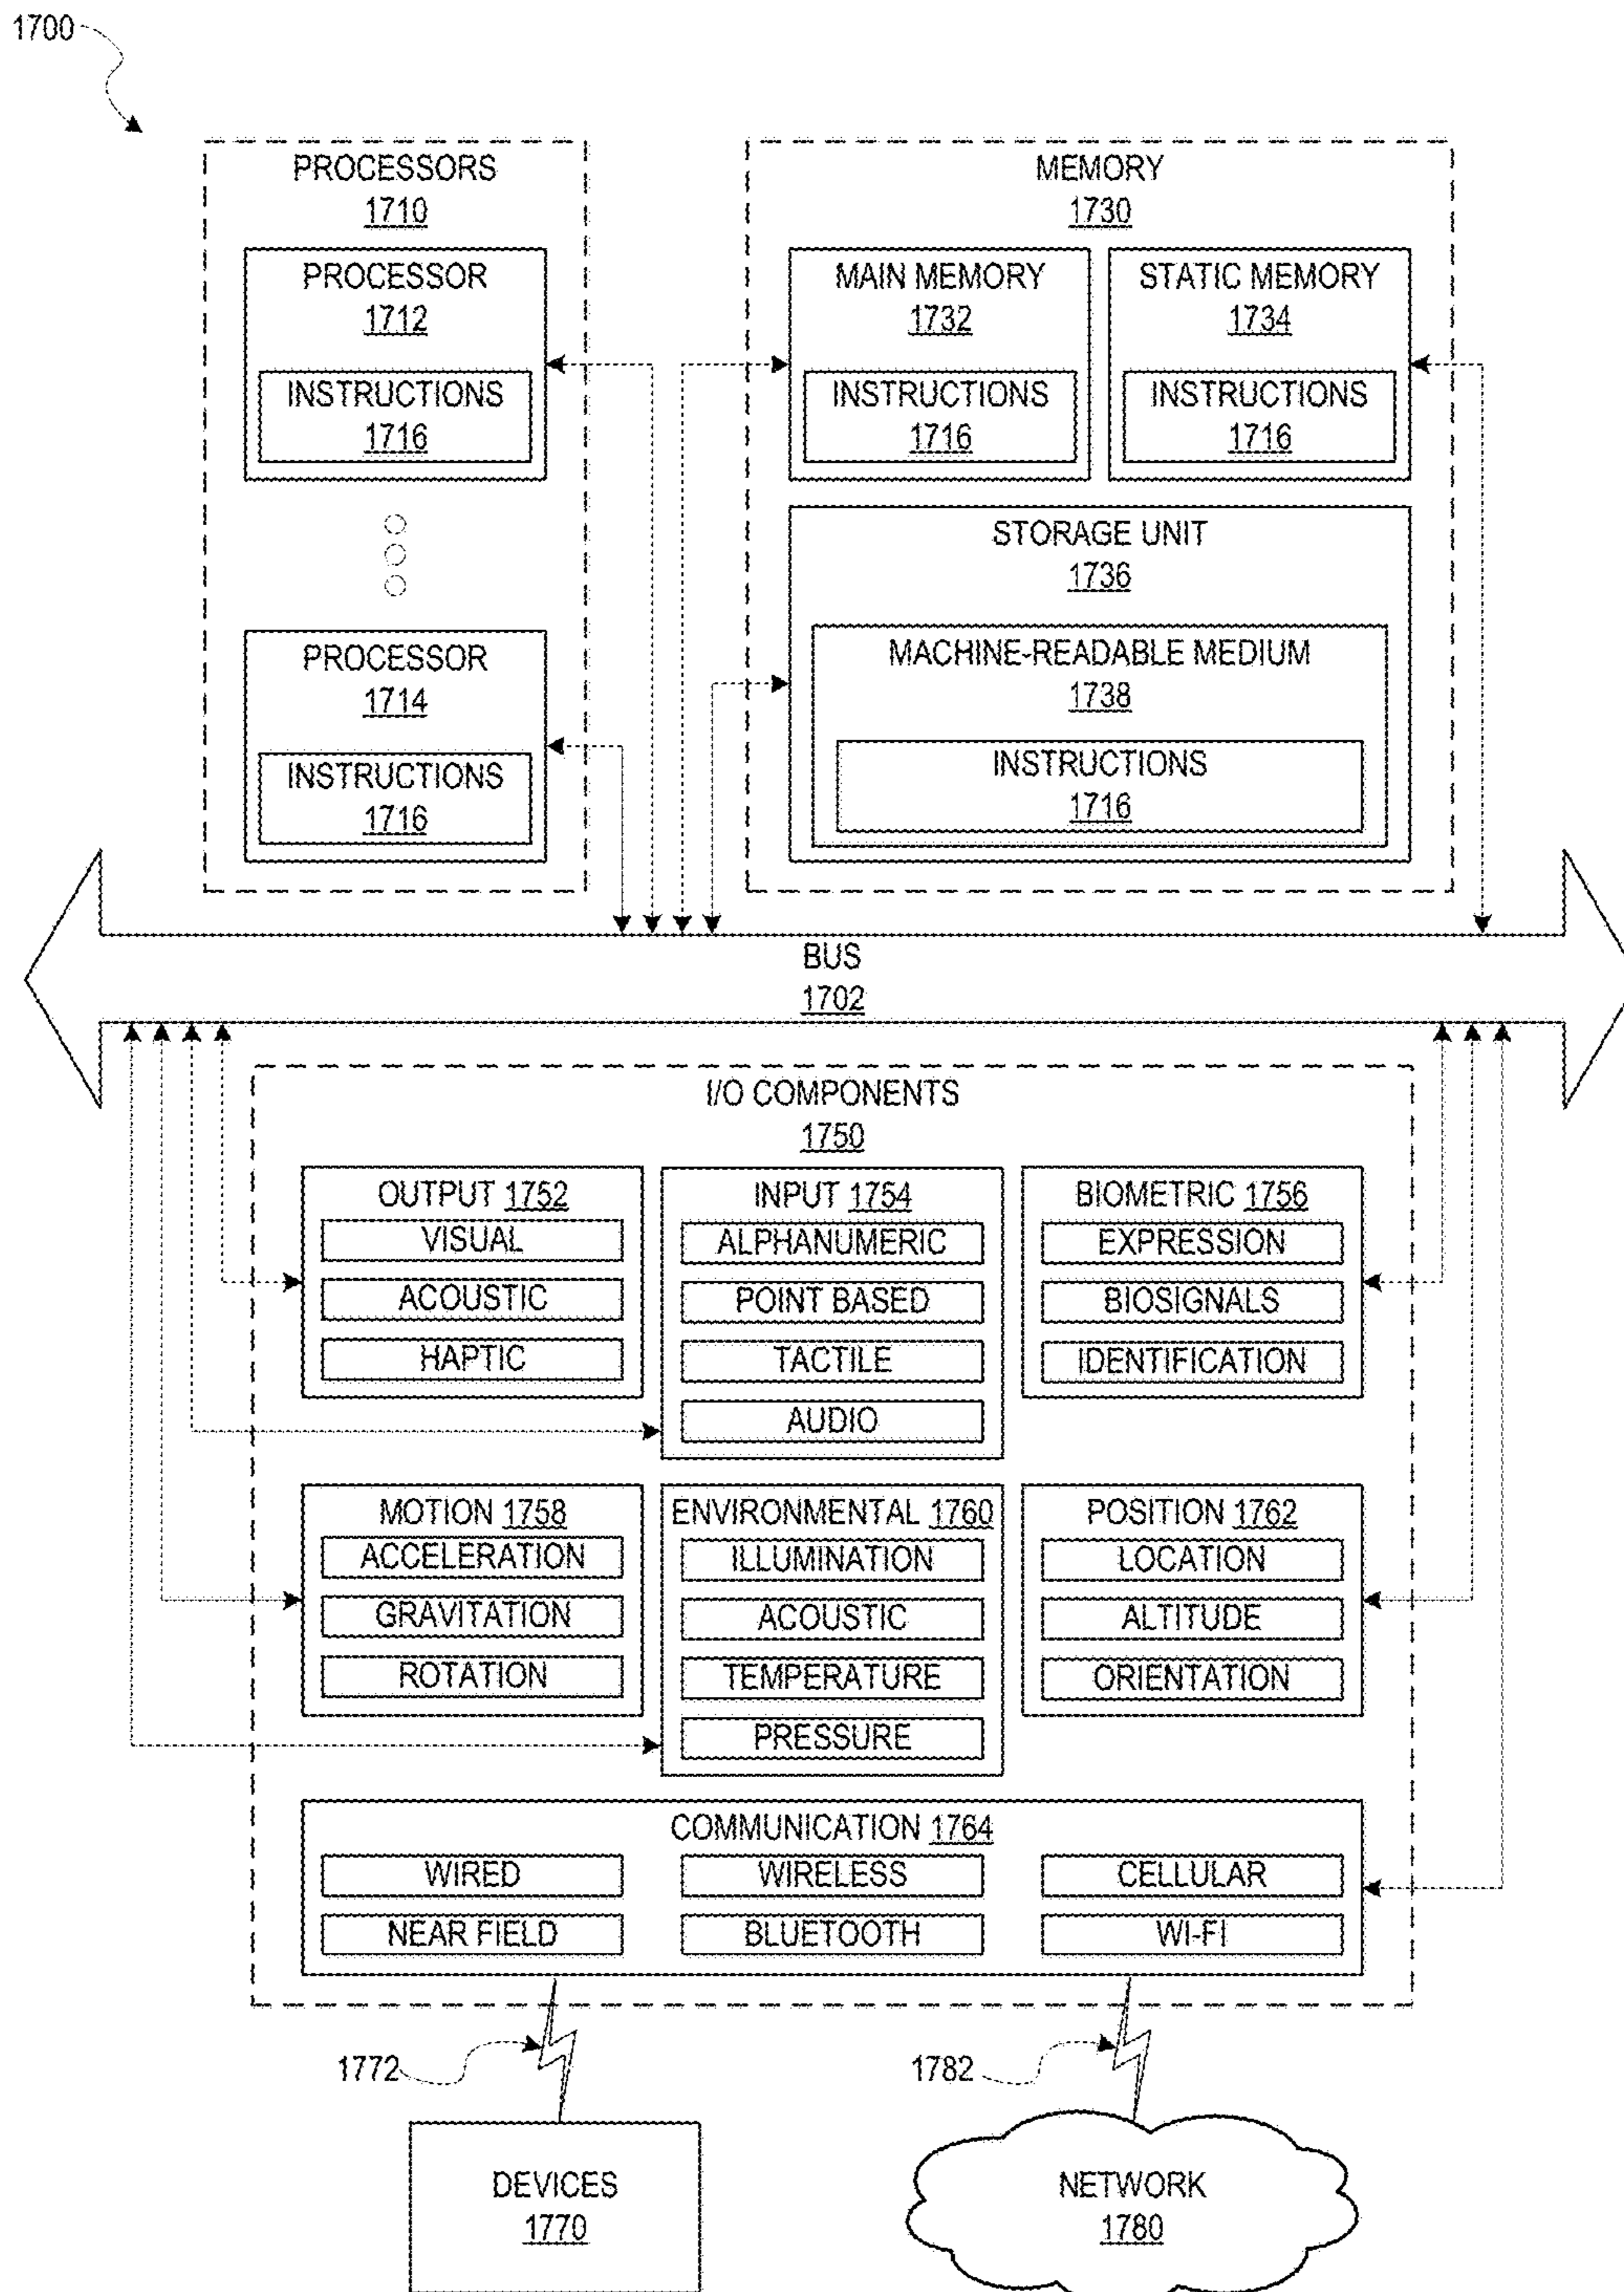 1700
PROCESSORS
1710
PROCESSOR
1712
INSTRUCTIONS
1716
PROCESSOR
1714
INSTRUCTIONS
1716
MEMORY
1730
MAIN MEMORY
1732
INSTRUCTIONS
1716
STATIC MEMORY
1734
INSTRUCTIONS
1716
STORAGE UNIT
1736
MACHINE-READABLE MEDIUM
1738
INSTRUCTIONS
1716
BUS
1702
I/O COMPONENTS
1750
OUTPUT 1752
VISUAL
ACOUSTIC
HAPTIC
INPUT 1754
ALPHANUMERIC
POINT BASED
TACTILE
AUDIO
BIOMETRIC 1756
EXPRESSION
BIOSIGNALS
IDENTIFICATION
MOTION 1758
ACCELERATION
GRAVITATION
ROTATION
ENVIRONMENTAL 1760
ILLUMINATION
ACOUSTIC
TEMPERATURE
PRESSURE
POSITION 1762
LOCATION
ALTITUDE
ORIENTATION
COMMUNICATION 1764
WIRED
WIRELESS
CELLULAR
NEAR FIELD
BLUETOOTH
WI-FI
1772
1782
DEVICES
1770
NETWORK
1780